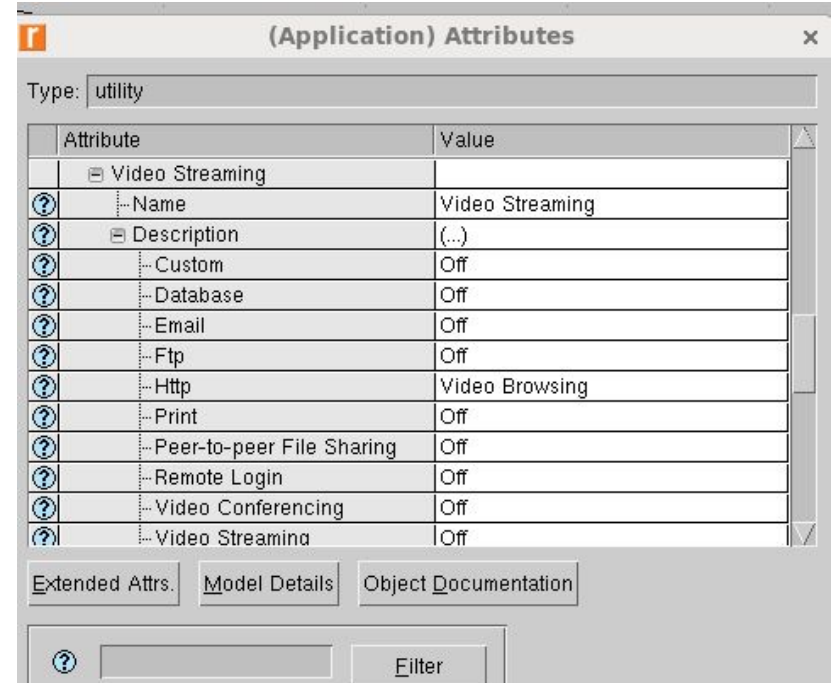 r
(Application) Attributes
Type: utility
Attribute Value
Video Streaming
? Name Video Streaming
? Description (...)
? Custom Off
? Database Off
? Email Off
? Ftp Off
? Http Video Browsing
? Print Off
? Peer-to-peer File Sharing Off
? Remote Login Off
? Video Conferencing Off
? Video Streaming Off
Extended Attrs. Model Details Object Documentation
? Filter